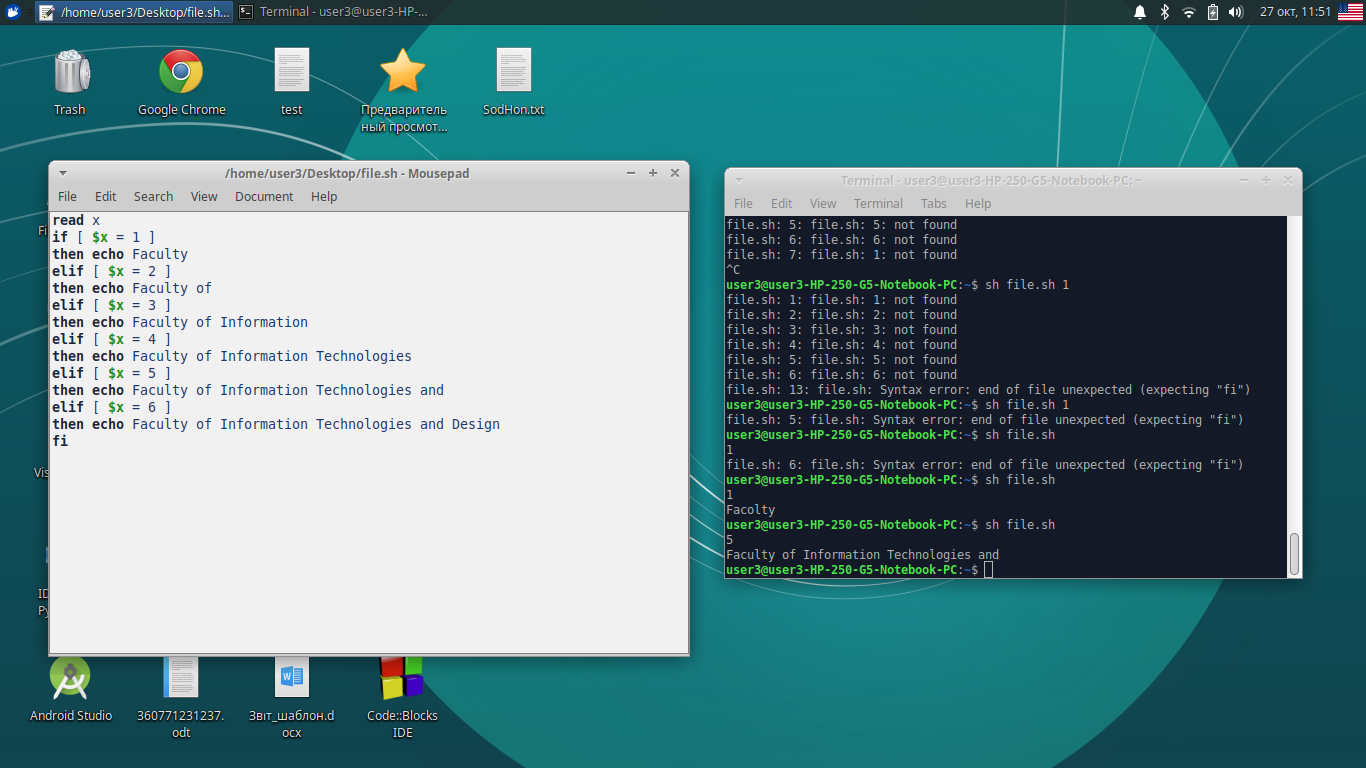 /home/user3/Desktop/file.sh...
Terminal - user3@user3-HP-...
27 окт, 11:51
Trash
Google Chrome
test
Предваритель
ный просмот...
SodHon.txt
/home/user3/Desktop/file.sh - Mousepad
File Edit Search View Document Help
read x
if [ $x = 1 ]
then echo Faculty
elif [ $x = 2 ]
then echo Faculty of
elif [ $x = 3 ]
then echo Faculty of Information
elif [ $x = 4 ]
then echo Faculty of Information Technologies
elif [ $x = 5 ]
then echo Faculty of Information Technologies and
elif [ $x = 6 ]
then echo Faculty of Information Technologies and Design
fi
Terminal - user3@user3-HP-250-G5-Notebook-PC: ~
File Edit View Terminal Tabs Help
file.sh: 5: file.sh: 5: not found
file.sh: 6: file.sh: 6: not found
file.sh: 7: file.sh: 1: not found
^C
user3@user3-HP-250-G5-Notebook-PC:~$ sh file.sh 1
file.sh: 1: file.sh: 1: not found
file.sh: 2: file.sh: 2: not found
file.sh: 3: file.sh: 3: not found
file.sh: 4: file.sh: 4: not found
file.sh: 5: file.sh: 5: not found
file.sh: 6: file.sh: 6: not found
file.sh: 13: file.sh: Syntax error: end of file unexpected (expecting "fi")
user3@user3-HP-250-G5-Notebook-PC:~$ sh file.sh 1
file.sh: 5: file.sh: Syntax error: end of file unexpected (expecting "fi")
user3@user3-HP-250-G5-Notebook-PC:~$ sh file.sh
1
file.sh: 6: file.sh: Syntax error: end of file unexpected (expecting "fi")
user3@user3-HP-250-G5-Notebook-PC:~$ sh file.sh
1
Facolty
user3@user3-HP-250-G5-Notebook-PC:~$ sh file.sh
5
Faculty of Information Technologies and
user3@user3-HP-250-G5-Notebook-PC:~$
Fi
Vis
ID
Py
Android Studio
360771231237.
odt
Звіт_шаблон.d
ocx
Code::Blocks
IDE